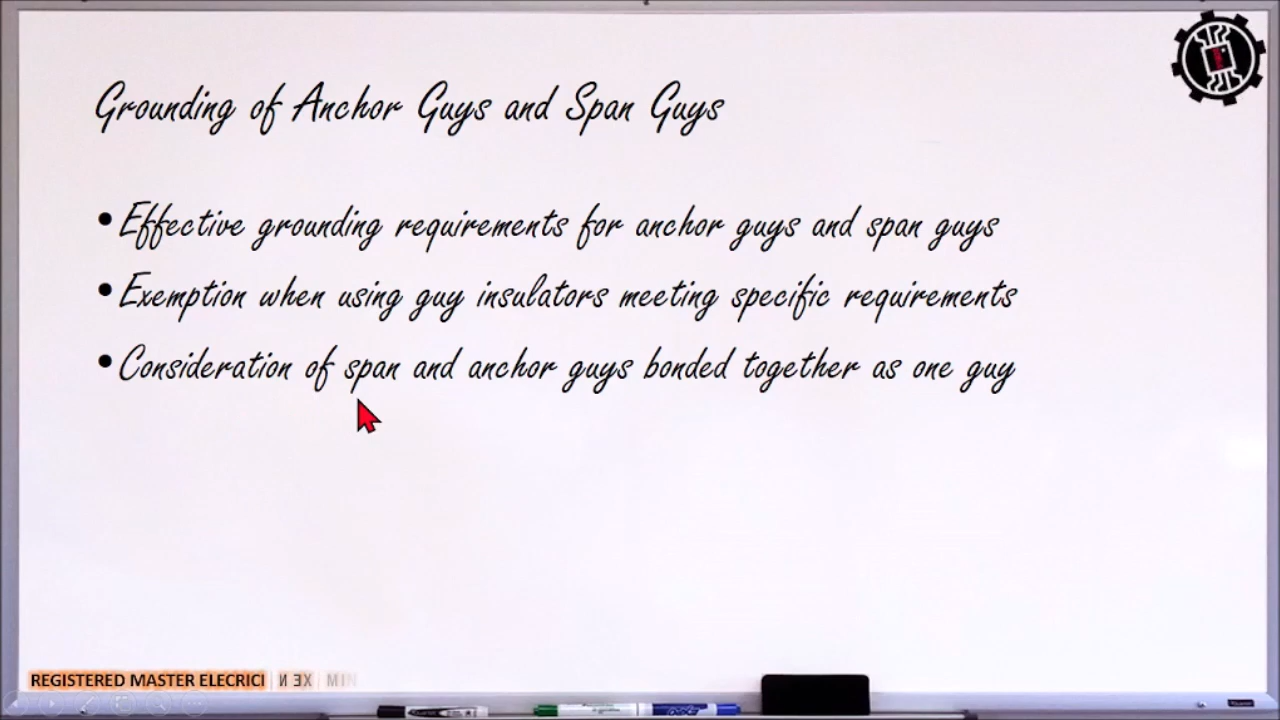 Grounding of Anchor Guys and Span Guys
• Effective grounding requirements for anchor guys and span guys
• Exemption when using guy insulators meeting specific requirements
• Consideration of span and anchor guys bonded together as one guy
REGISTERED MASTER ELECRICI